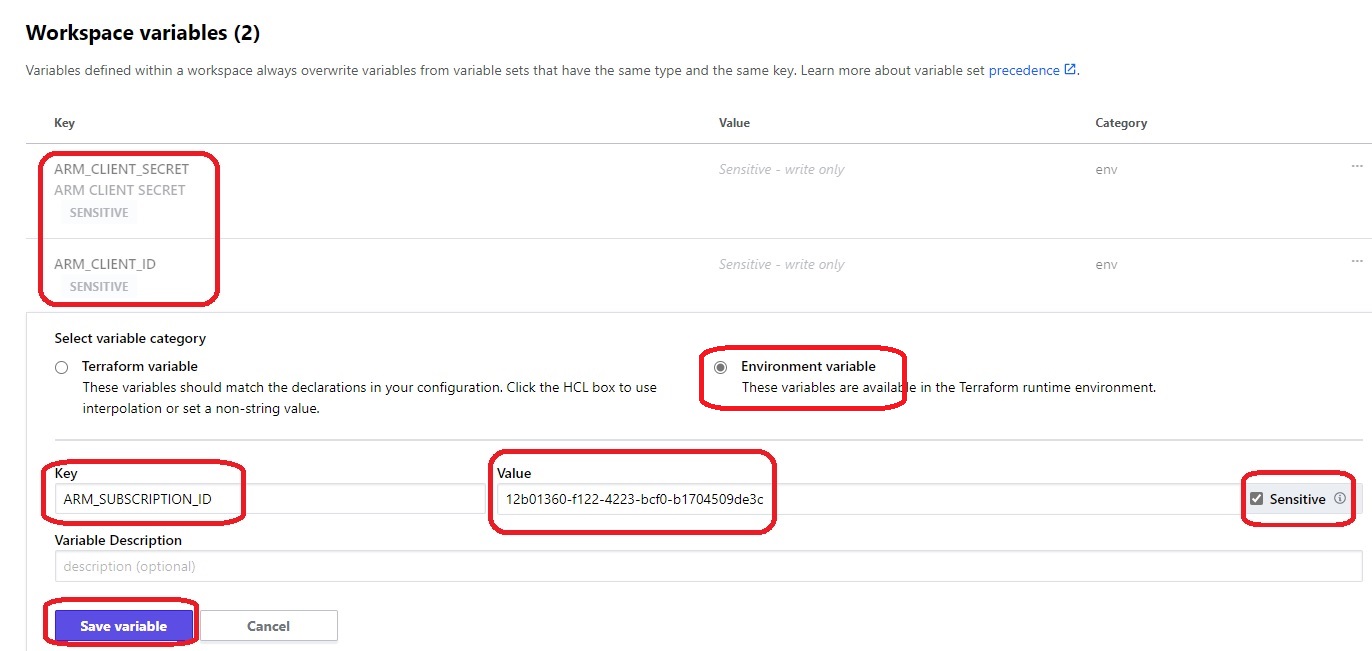 Workspace variables (2)
Variables defined within a workspace always overwrite variables from variable sets that have the same type and the same key. Learn more about variable set precedence.
Key Value Category
ARM_CLIENT_SECRET Sensitive - write only env ...
ARM CLIENT SECRET
SENSITIVE
ARM_CLIENT_ID Sensitive - write only env ...
SENSITIVE
Select variable category
Terraform variable
These variables should match the declarations in your configuration. Click the HCL box to use
interpolation or set a non-string value.
Environment variable
These variables are available in the Terraform runtime environment.
Key Value
ARM_SUBSCRIPTION_ID 12b01360-f122-4223-bcf0-b1704509de3c Sensitive
Variable Description
description (optional)
Save variable Cancel